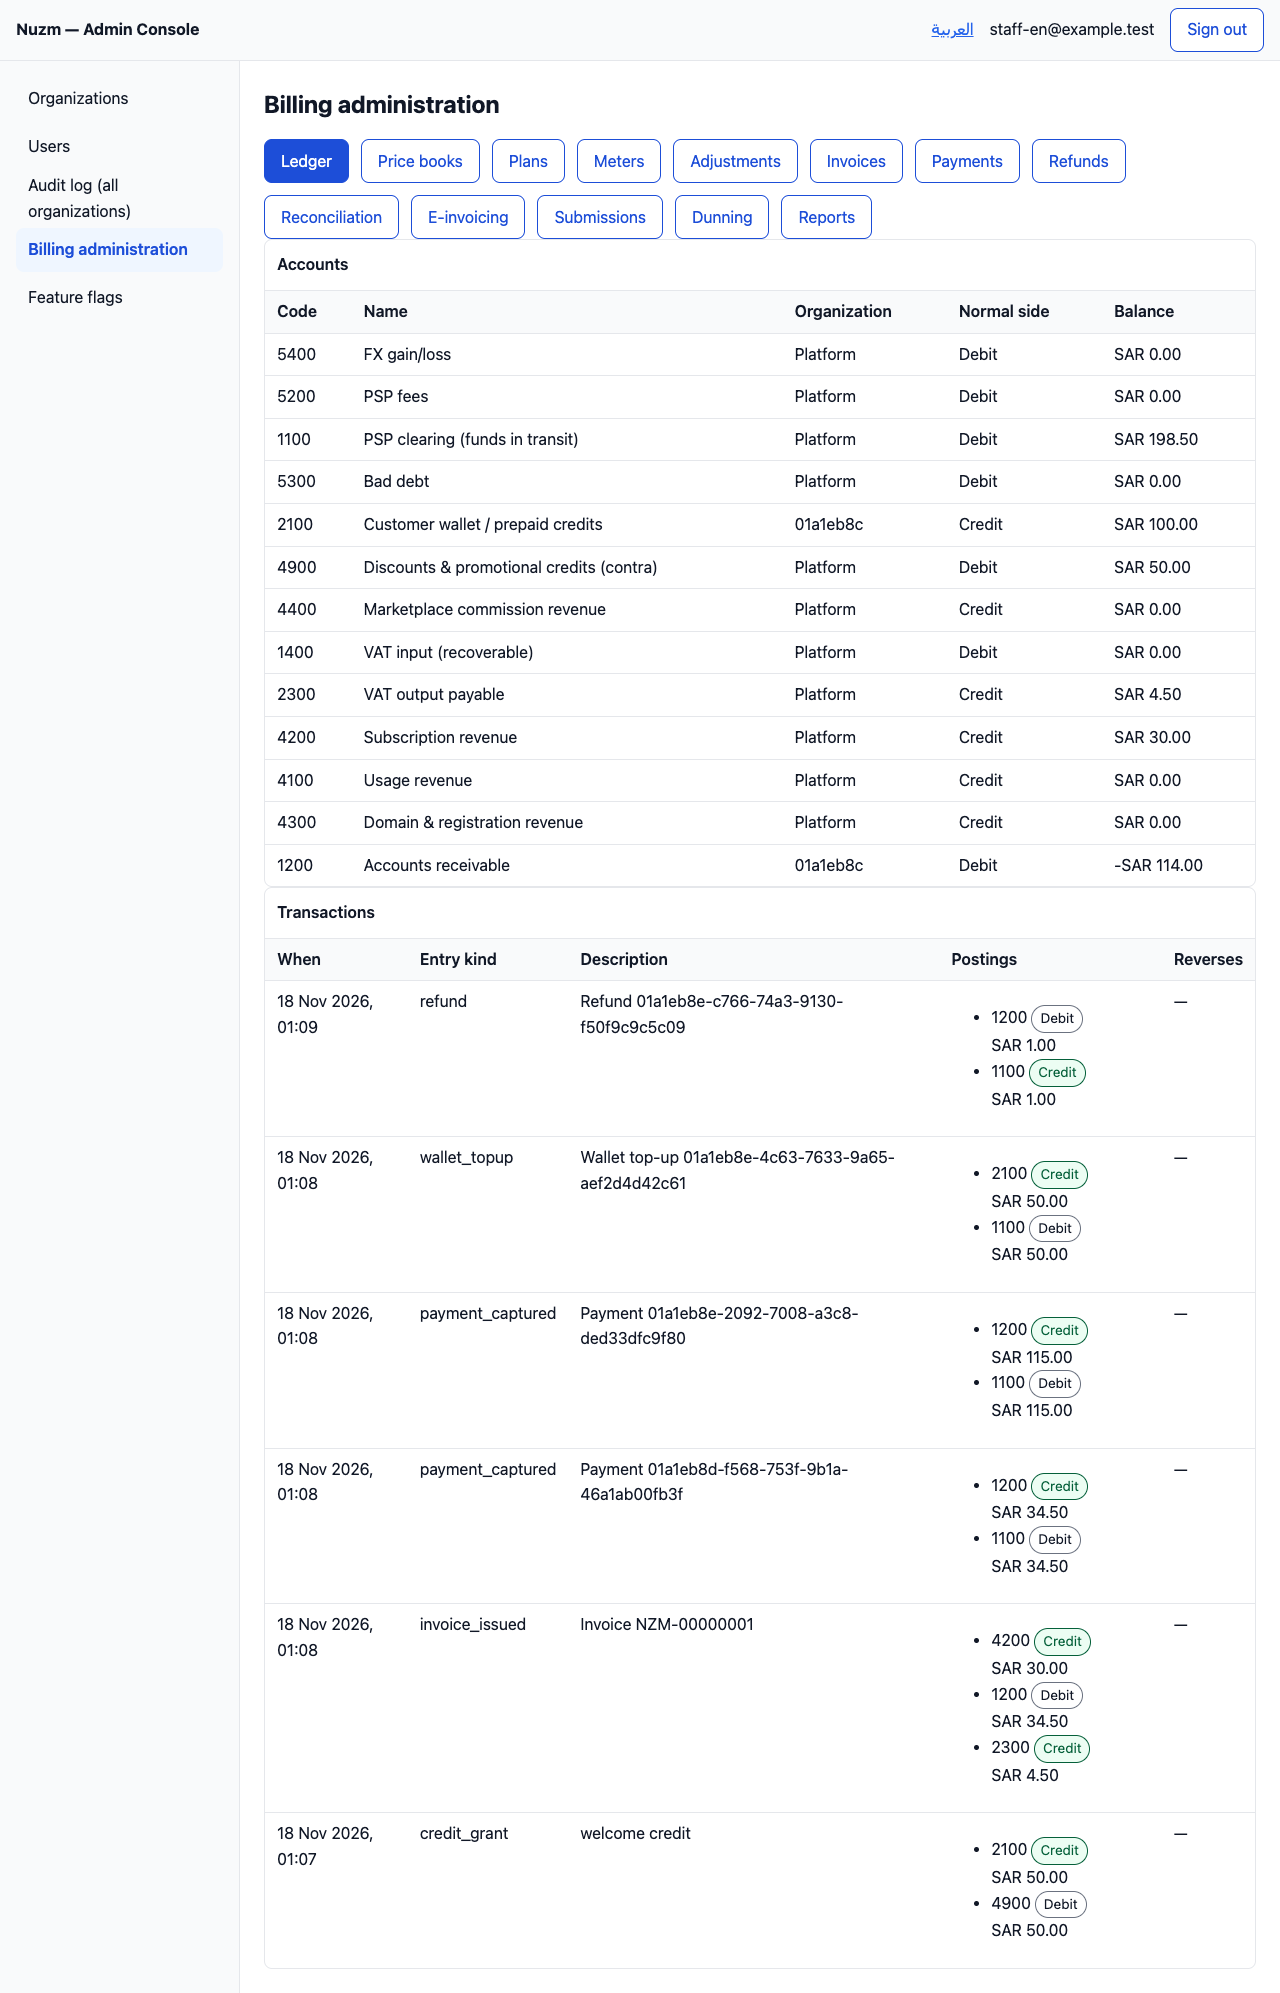 Nuzm — Admin Console
العربية
staff-en@example.test
Sign out
Organizations
Users
Audit log (all
organizations)
Billing administration
Feature flags
Billing administration
Ledger
Price books
Plans
Meters
Adjustments
Invoices
Payments
Refunds
Reconciliation
E-invoicing
Submissions
Dunning
Reports
Accounts
Code Name Organization Normal side Balance
5400 FX gain/loss Platform Debit SAR 0.00
5200 PSP fees Platform Debit SAR 0.00
1100 PSP clearing (funds in transit) Platform Debit SAR 198.50
5300 Bad debt Platform Debit SAR 0.00
2100 Customer wallet / prepaid credits 01a1eb8c Credit SAR 100.00
4900 Discounts & promotional credits (contra) Platform Debit SAR 50.00
4400 Marketplace commission revenue Platform Credit SAR 0.00
1400 VAT input (recoverable) Platform Debit SAR 0.00
2300 VAT output payable Platform Credit SAR 4.50
4200 Subscription revenue Platform Credit SAR 30.00
4100 Usage revenue Platform Credit SAR 0.00
4300 Domain & registration revenue Platform Credit SAR 0.00
1200 Accounts receivable 01a1eb8c Debit -SAR 114.00
Transactions
When Entry kind Description Postings Reverses
18 Nov 2026,
01:09
refund
Refund 01a1eb8e-c766-74a3-9130-
f50f9c9c5c09
• 1200 Debit
SAR 1.00
• 1100 Credit
SAR 1.00
—
18 Nov 2026,
01:08
wallet_topup
Wallet top-up 01a1eb8e-4c63-7633-9a65-
aef2d4d42c61
• 2100 Credit
SAR 50.00
• 1100 Debit
SAR 50.00
—
18 Nov 2026,
01:08
payment_captured
Payment 01a1eb8e-2092-7008-a3c8-
ded33dfc9f80
• 1200 Credit
SAR 115.00
• 1100 Debit
SAR 115.00
—
18 Nov 2026,
01:08
payment_captured
Payment 01a1eb8d-f568-753f-9b1a-
46a1ab00fb3f
• 1200 Credit
SAR 34.50
• 1100 Debit
SAR 34.50
—
18 Nov 2026,
01:08
invoice_issued
Invoice NZM-00000001
• 4200 Credit
SAR 30.00
• 1200 Debit
SAR 34.50
• 2300 Credit
SAR 4.50
—
18 Nov 2026,
01:07
credit_grant
welcome credit
• 2100 Credit
SAR 50.00
• 4900 Debit
SAR 50.00
—